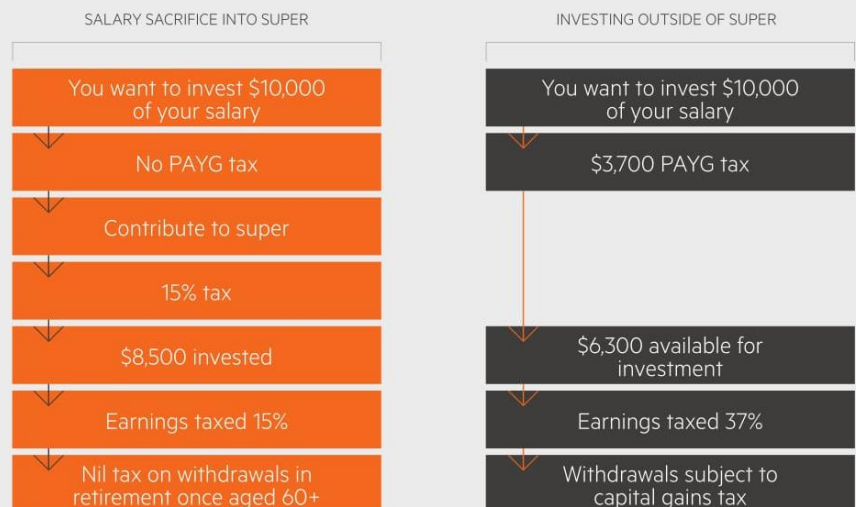 SALARY SACRIFICE INTO SUPER
You want to invest $10,000
of your salary
No PAYG tax
Contribute to super
15% tax
$8,500 invested
Earnings taxed 15%
Nil tax on withdrawals in
retirement once aged 60+
INVESTING OUTSIDE OF SUPER
You want to invest $10,000
of your salary
$3,700 PAYG tax
$6,300 available for
investment
Earnings taxed 37%
Withdrawals subject to
capital gains tax